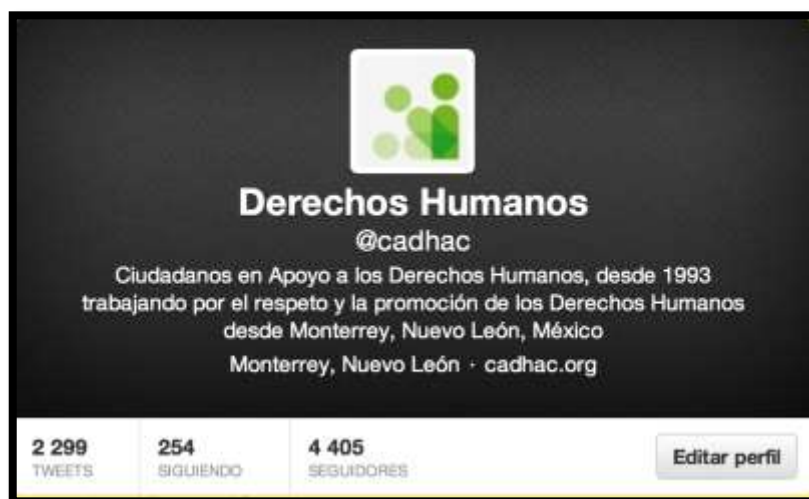 Derechos Humanos
@cadhac
Ciudadanos en Apoyo a los Derechos Humanos, desde 1993
trabajando por el respeto y la promoción de los Derechos Humanos
desde Monterrey, Nuevo León, México
Monterrey, Nuevo León · cadhac.org
2 299 254 4 405 Editar perfil
TWEETS SIGUIENDO SEGUIDORES